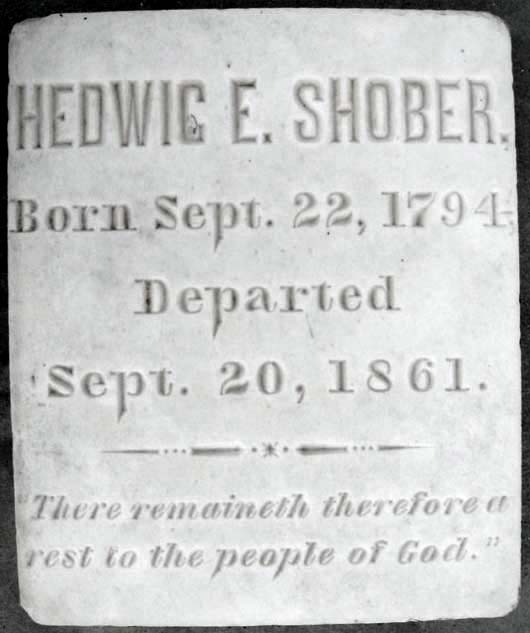 HEDWIG E. SHOBER.
Born Sept. 22, 1794.
Departed
Sept. 20, 1861.
"There remaineth therefore a
rest to the people of God."